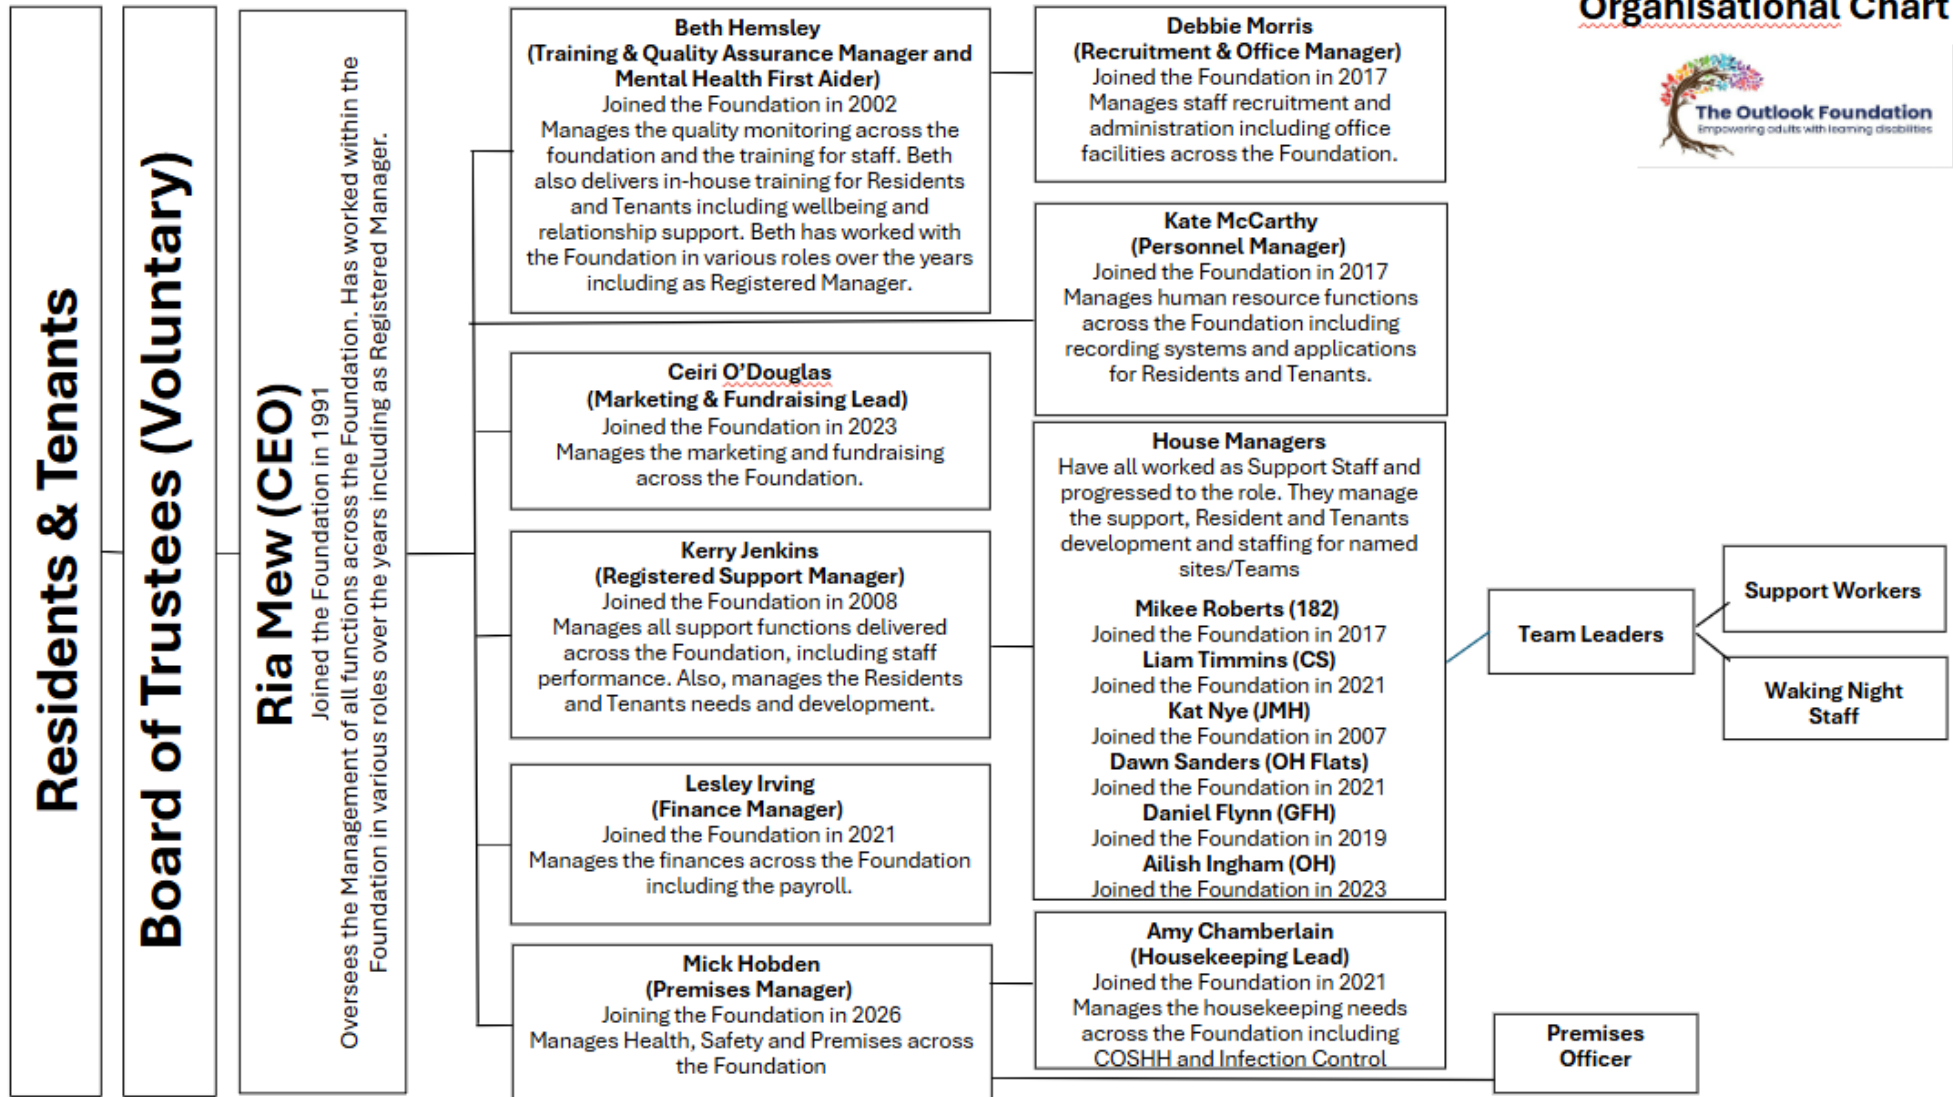 Organisational Chart
The Outlook Foundation
Empowering adults with learning disabilities
Residents & Tenants
Board of Trustees (Voluntary)
Ria Mew (CEO)
Joined the Foundation in 1991
Oversees the Management of all functions across the Foundation. Has worked within the
Foundation in various roles over the years including as Registered Manager.
Beth Hemsley
(Training & Quality Assurance Manager and
Mental Health First Aider)
Joined the Foundation in 2002
Manages the quality monitoring across the
foundation and the training for staff. Beth
also delivers in-house training for Residents
and Tenants including wellbeing and
relationship support. Beth has worked with
the Foundation in various roles over the years
including as Registered Manager.
Debbie Morris
(Recruitment & Office Manager)
Joined the Foundation in 2017
Manages staff recruitment and
administration including office
facilities across the Foundation.
Kate McCarthy
(Personnel Manager)
Joined the Foundation in 2017
Manages human resource functions
across the Foundation including
recording systems and applications
for Residents and Tenants.
Ceiri O'Douglas
(Marketing & Fundraising Lead)
Joined the Foundation in 2023
Manages the marketing and fundraising
across the Foundation.
Kerry Jenkins
(Registered Support Manager)
Joined the Foundation in 2008
Manages all support functions delivered
across the Foundation, including staff
performance. Also, manages the Residents
and Tenants needs and development.
House Managers
Have all worked as Support Staff and
progressed to the role. They manage
the support, Resident and Tenants
development and staffing for named
sites/Teams
Mikee Roberts (182)
Joined the Foundation in 2017
Liam Timmins (CS)
Joined the Foundation in 2021
Kat Nye (JMH)
Joined the Foundation in 2007
Dawn Sanders (OH Flats)
Joined the Foundation in 2021
Daniel Flynn (GFH)
Joined the Foundation in 2019
Ailish Ingham (OH)
Joined the Foundation in 2023
Team Leaders
Support Workers
Waking Night
Staff
Lesley Irving
(Finance Manager)
Joined the Foundation in 2021
Manages the finances across the Foundation
including the payroll.
Mick Hobden
(Premises Manager)
Joining the Foundation in 2026
Manages Health, Safety and Premises across
the Foundation
Amy Chamberlain
(Housekeeping Lead)
Joined the Foundation in 2021
Manages the housekeeping needs
across the Foundation including
COSHH and Infection Control
Premises
Officer